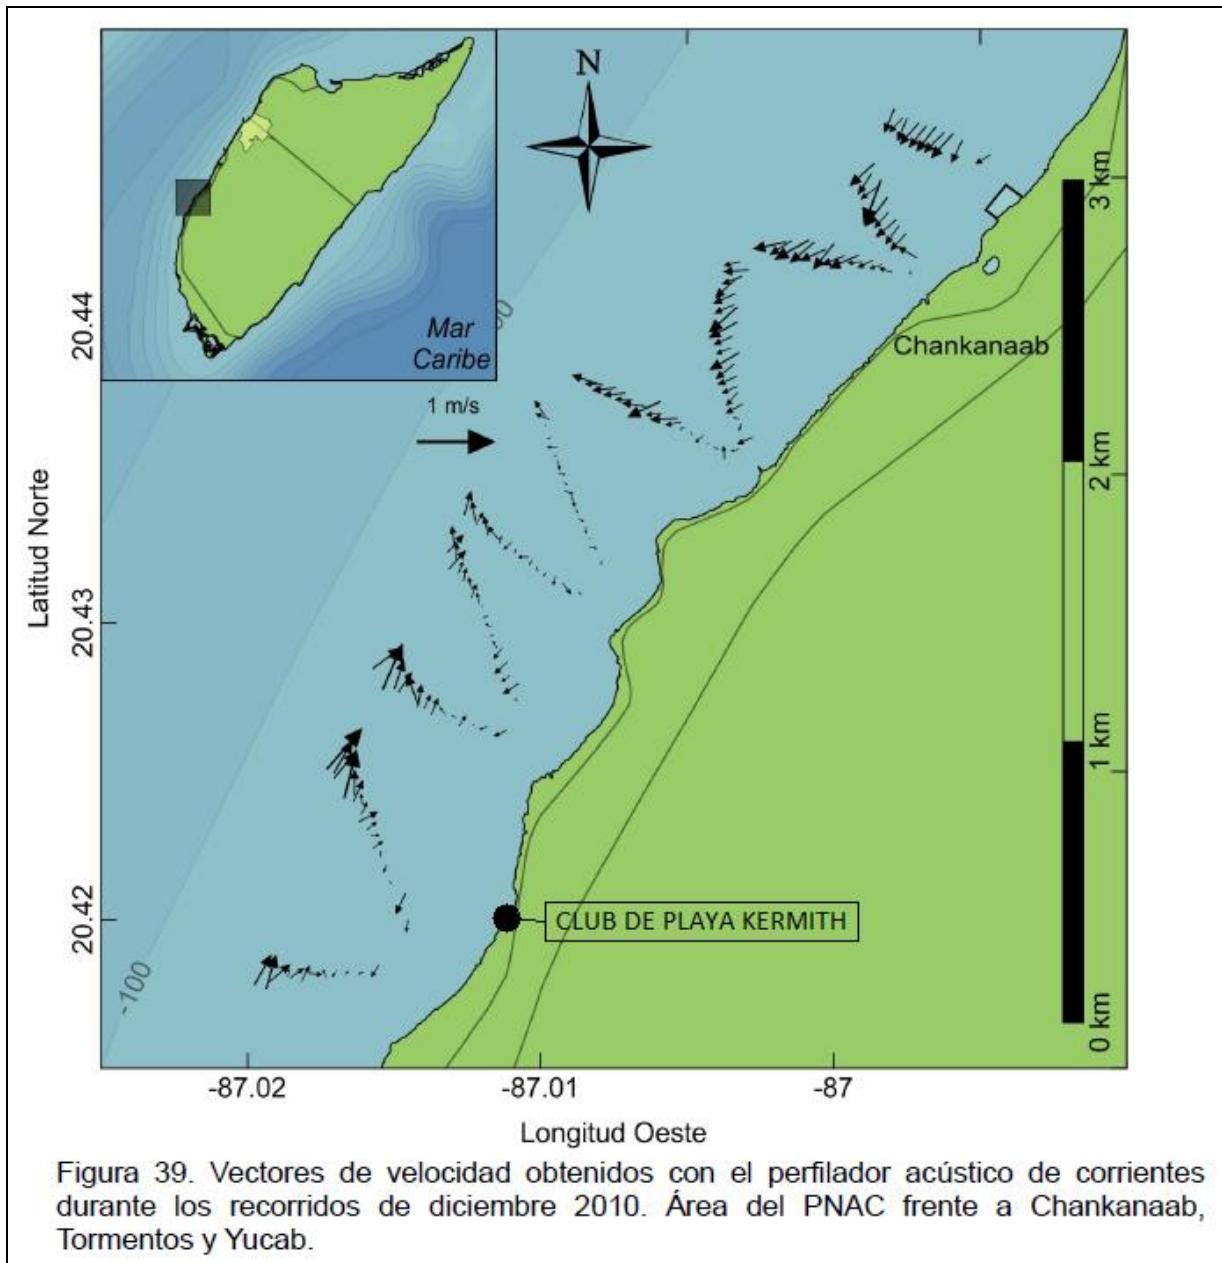 N
Mar
Caribe
1 m/s
Chankanaab
3 km
2 km
1 km
0 km
20.44
20.43
20.42
Latitud Norte
-100
CLUB DE PLAYA KERMITH
-87.02
-87.01
-87
Longitud Oeste
Figura 39. Vectores de velocidad obtenidos con el perfilador acústico de corrientes
durante los recorridos de diciembre 2010. Área del PNAC frente a Chankanaab,
Tormentos y Yucab.